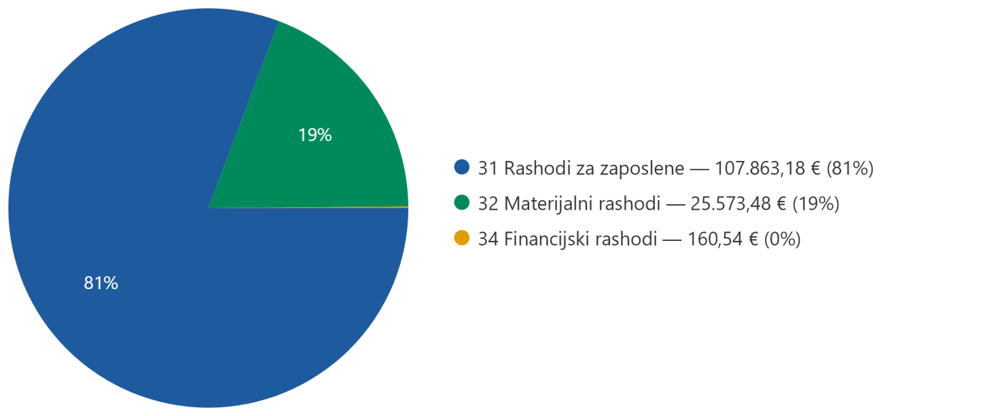 19%
81%
31 Rashodi za zaposlene — 107.863,18 € (81%)
32 Materijalni rashodi — 25.573,48 € (19%)
34 Financijski rashodi — 160,54 € (0%)